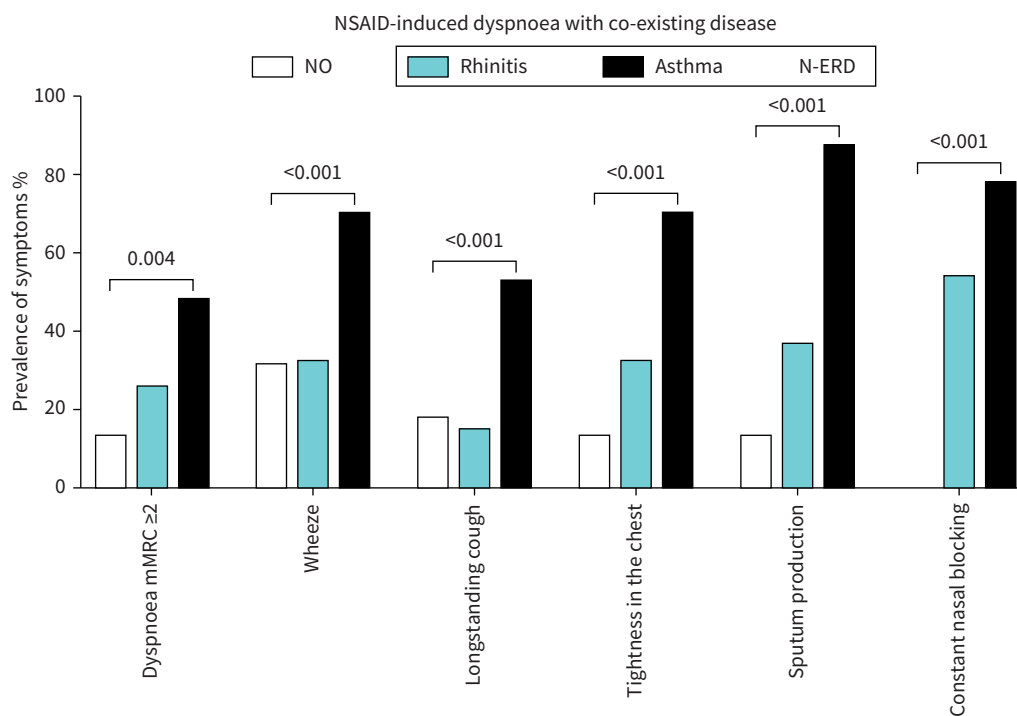 NSAID-induced dyspnoea with co-existing disease
NO Rhinitis Asthma N-ERD
Prevalence of symptoms %
100
80
60
40
20
0
0.004
<0.001
<0.001
<0.001
<0.001
<0.001
Dyspnoea mMRC ≥2
Wheeze
Longstanding cough
Tightness in the chest
Sputum production
Constant nasal blocking